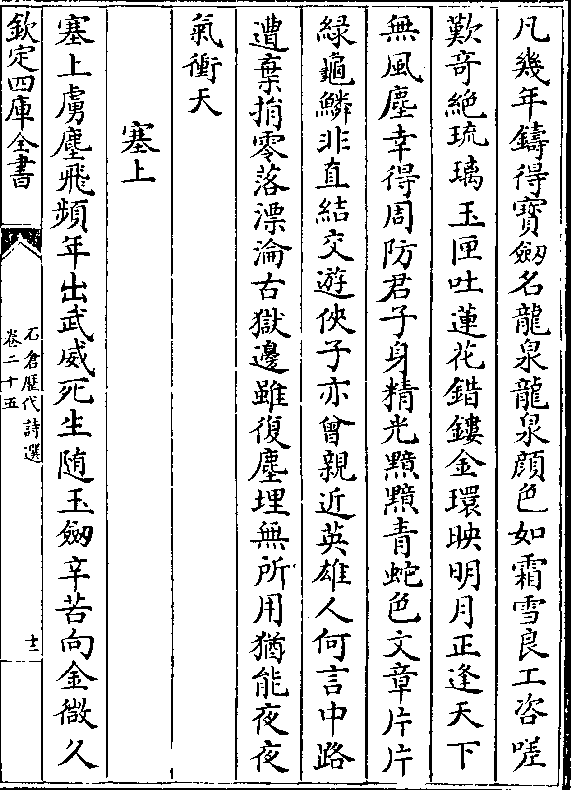 凡幾年鑄得寶劒名龍泉龍泉顔色如霜雪良工咨嗟
歎奇絶琉璃玉匣吐蓮花錯鏤金環映明月正逢天下
無風塵幸得周防君子身精光黯黯青蛇色文章片片
緑龜鱗非直結交遊俠子亦曾親近英雄人何言中路
遭棄捐零落漂淪古獄邊雖復塵埋無所用猶能夜夜
氣衝天
塞上
塞上虜塵飛頻年出武威死生随玉劒辛苦向金微久
欽定四庫全書
石倉歴代詩選
卷二十五
十二